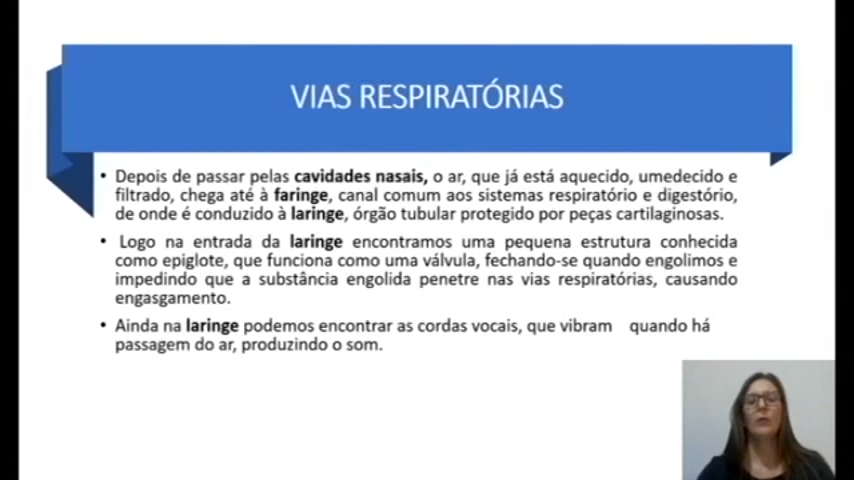 VIAS RESPIRATÓRIAS
• Depois de passar pelas cavidades nasais, o ar, que já está aquecido, umedecido e
filtrado, chega até à faringe, canal comum aos sistemas respiratório e digestório,
de onde é conduzido à laringe, órgão tubular protegido por peças cartilaginosas.
• Logo na entrada da laringe encontramos uma pequena estrutura conhecida
como epiglote, que funciona como uma válvula, fechando-se quando engolimos e
impedindo que a substância engolida penetre nas vias respiratórias, causando
engasgamento.
• Ainda na laringe podemos encontrar as cordas vocais, que vibram quando há
passagem do ar, produzindo o som.